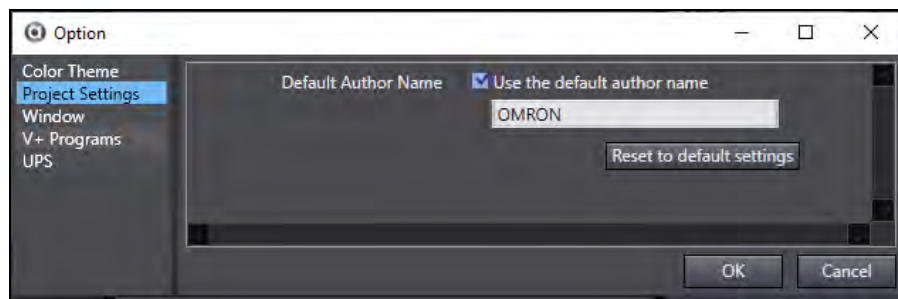 Option
Color Theme
Project Settings
Window
V+ Programs
UPS
Default Author Name
Use the default author name
OMRON
Reset to default settings
OK
Cancel